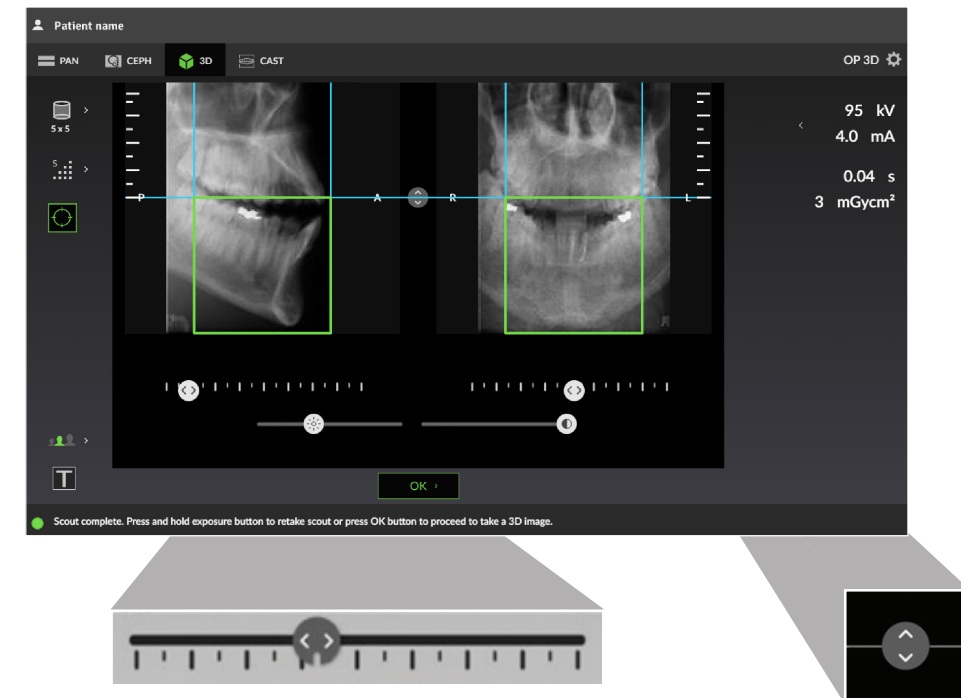 Patient name
PAN CEPH 3D CAST OP 3D
5 x 5
S
T
P A R L
95 kV
4.0 mA
0.04 s
3 mGycm²
OK ›
Scout complete. Press and hold exposure button to retake scout or press OK button to proceed to take a 3D image.